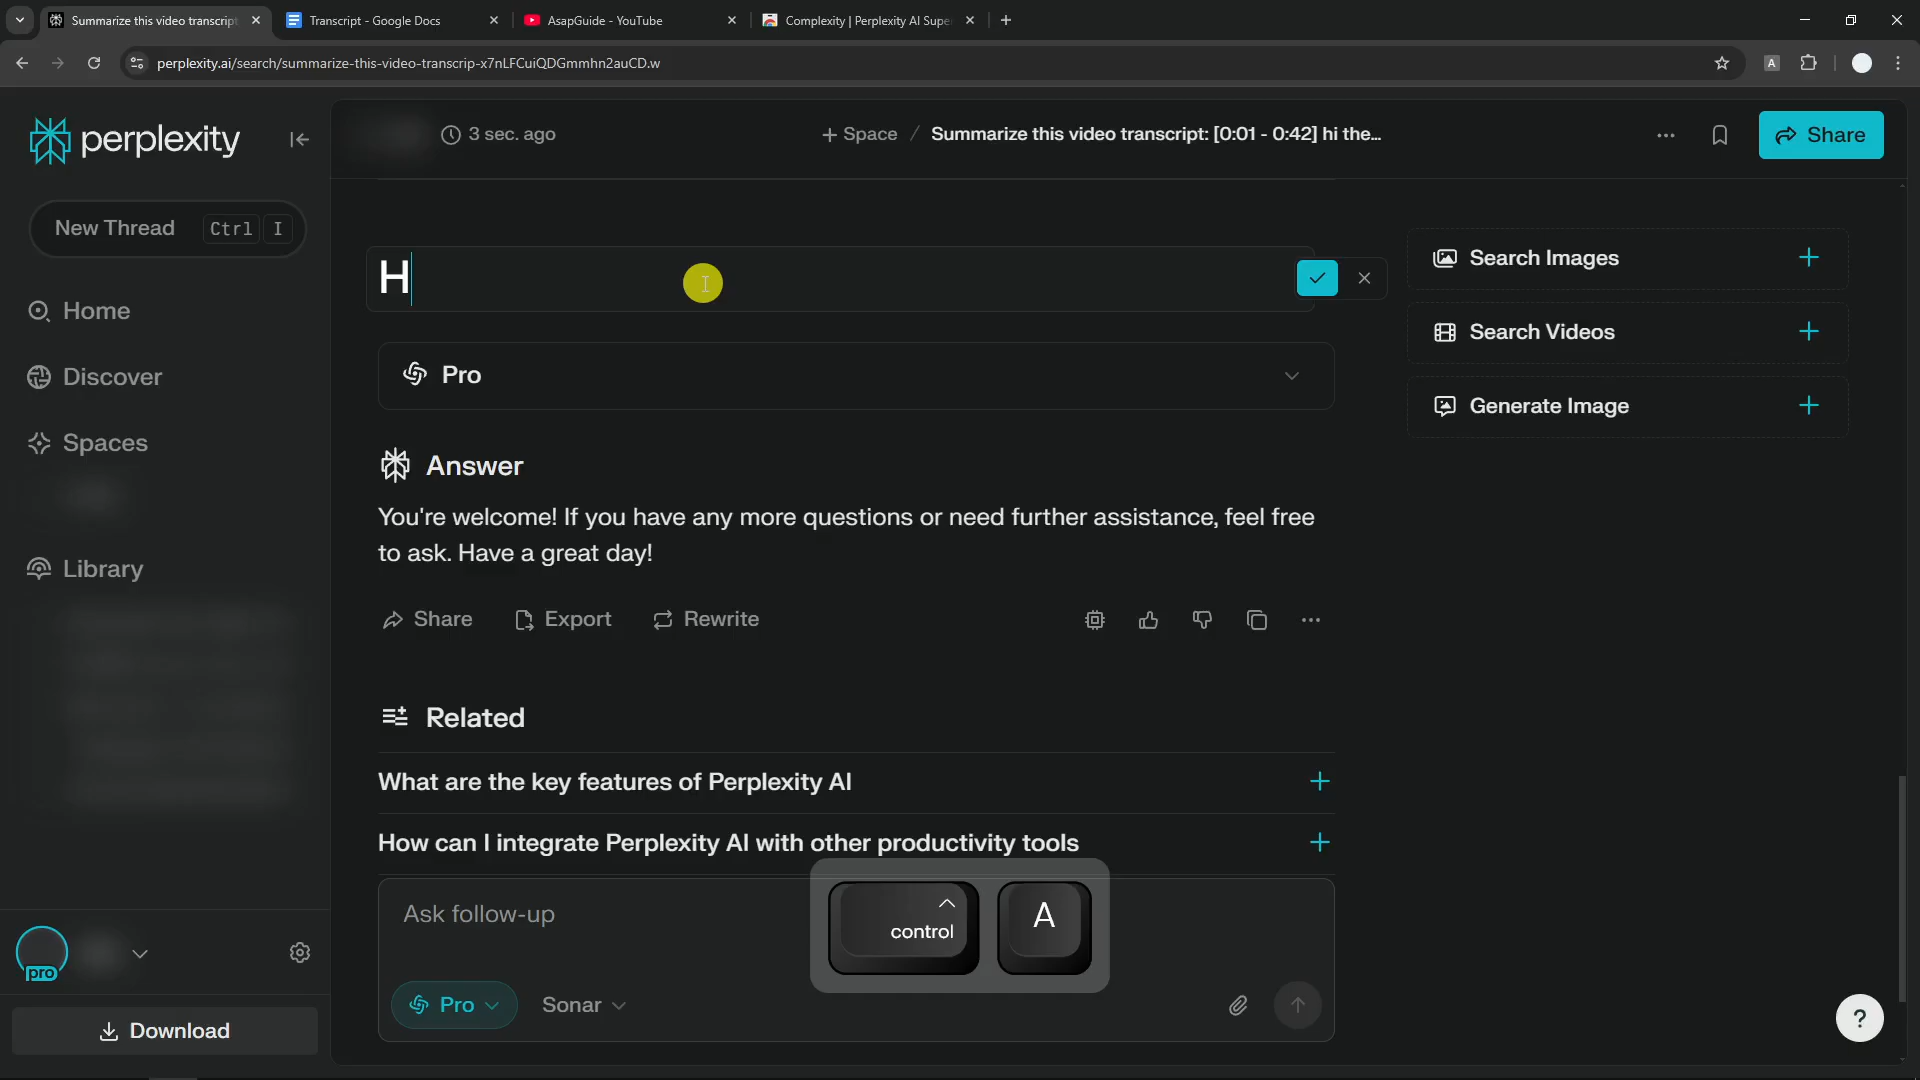 Summarize this video transcript
Transcript - Google Docs
AsapGuide - YouTube
Complexity | Perplexity AI Supe
perplexity.ai/search/summarize-this-video-transcrip-x7nLFCuiQDGmmhn2auCD.w
A
perplexity
3 sec. ago
+ Space / Summarize this video transcript: [0:01 - 0:42] hi the...
Share
New Thread Ctrl I
Home
Discover
Spaces
Library
H
Pro
Answer
You're welcome! If you have any more questions or need further assistance, feel free
to ask. Have a great day!
Share
Export
Rewrite
Related
What are the key features of Perplexity AI
How can I integrate Perplexity AI with other productivity tools
Ask follow-up
control
A
Pro
Sonar
Search Images
Search Videos
Generate Image
pro
Download
?